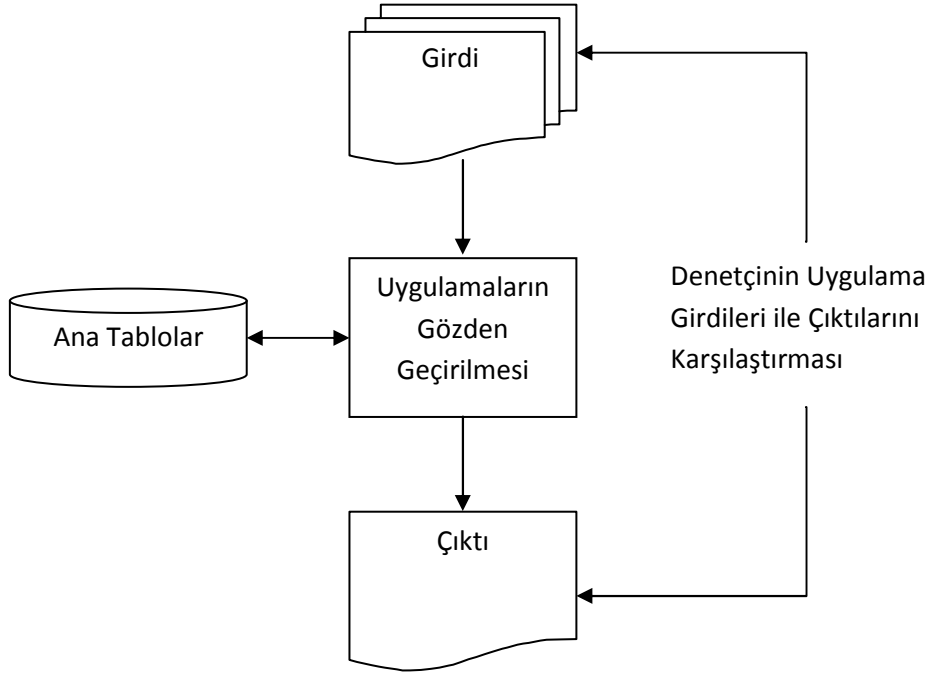 Girdi
Uygulamaların
Gözden
Geçirilmesi
Ana Tablolar
Denetçinin Uygulama
Girdileri ile Çıktılarını
Karşılaştırması
Çıktı